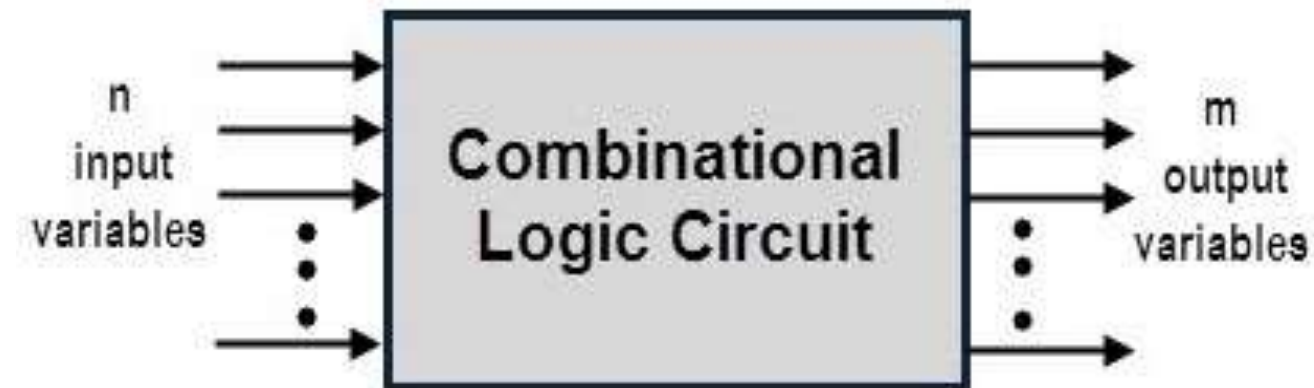 n
input
variables
Combinational
Logic Circuit
m
output
variables